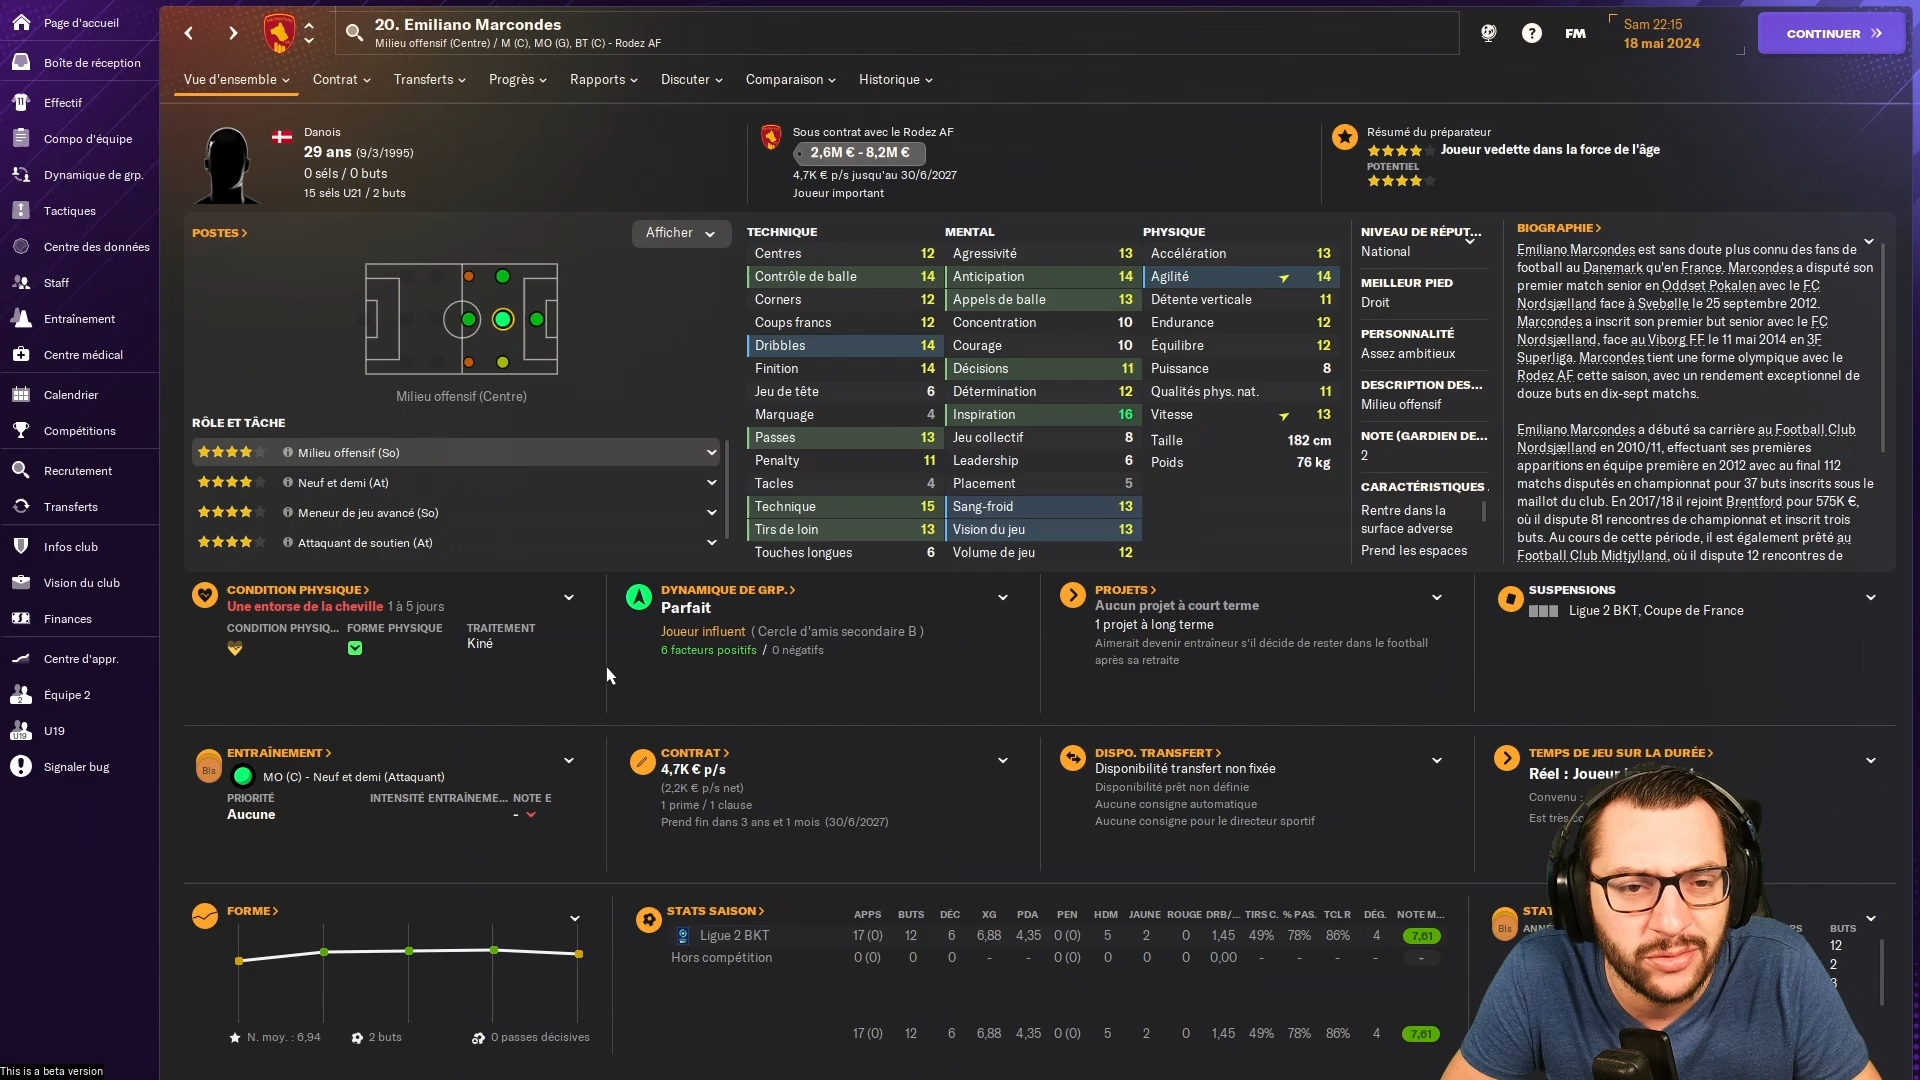 Page d'accueil
Boîte de réception
Effectif
Compo d'équipe
Dynamique de grp.
Tactiques
Centre des données
Staff
Entraînement
Centre médical
Calendrier
Compétitions
Recrutement
Transferts
Infos club
Vision du club
Finances
Centre d'appr.
Équipe 2
U19
Signaler bug
This is a beta version
20. Emiliano Marcondes
Milieu offensif (Centre) / M (C), MO (G), BT (C) - Rodez AF
FM
Sam 22:15
18 mai 2024
CONTINUER
Vue d'ensemble
Contrat
Transferts
Progrès
Rapports
Discuter
Comparaison
Historique
Danois
29 ans (9/3/1995)
0 séls / 0 buts
15 séls U21 / 2 buts
Sous contrat avec le Rodez AF
2,6M € - 8,2M €
4,7K € p/s jusqu'au 30/6/2027
Joueur important
Résumé du préparateur
Joueur vedette dans la force de l'âge
POTENTIEL
POSTES
Afficher
Milieu offensif (Centre)
RÔLE ET TÂCHE
Milieu offensif (So)
Neuf et demi (At)
Meneur de jeu avancé (So)
Attaquant de soutien (At)
TECHNIQUE
Centres 12
Contrôle de balle 14
Corners 12
Coups francs 12
Dribbles 14
Finition 14
Jeu de tête 6
Marquage 4
Passes 13
Penalty 11
Tacles 4
Technique 15
Tirs de loin 13
Touches longues 6
MENTAL
Agressivité 13
Anticipation 14
Appels de balle 13
Concentration 10
Courage 10
Décisions 11
Détermination 12
Inspiration 16
Jeu collectif 8
Leadership 6
Placement 5
Sang-froid 13
Vision du jeu 13
Volume de jeu 12
PHYSIQUE
Accélération 13
Agilité 14
Détente verticale 11
Endurance 12
Équilibre 12
Puissance 8
Qualités phys. nat. 11
Vitesse 13
Taille 182 cm
Poids 76 kg
NIVEAU DE RÉPUT...
National
MEILLEUR PIED
Droit
PERSONNALITÉ
Assez ambitieux
DESCRIPTION DES...
Milieu offensif
NOTE (GARDIEN DE...
2
CARACTÉRISTIQUES
Rentre dans la
surface adverse
Prend les espaces
BIOGRAPHIE
Emiliano Marcondes est sans doute plus connu des fans de
football au Danemark qu'en France. Marcondes a disputé son
premier match senior en Oddset Pokalen avec le FC
Nordsjælland face à Svebølle le 25 septembre 2012.
Marcondes a inscrit son premier but senior avec le FC
Nordsjælland, face au Viborg FF le 11 mai 2014 en 3F
Superliga. Marcondes tient une forme olympique avec le
Rodez AF cette saison, avec un rendement exceptionnel de
douze buts en dix-sept matchs.
Emiliano Marcondes a débuté sa carrière au Football Club
Nordsjælland en 2010/11, effectuant ses premières
apparitions en équipe première en 2012 avec au final 112
matchs disputés en championnat pour 37 buts inscrits sous le
maillot du club. En 2017/18 il rejoint Brentford pour 575K €,
où il dispute 81 rencontres de championnat et inscrit trois
buts. Au cours de cette période, il est également prêté au
Football Club Midtjylland, où il dispute 12 rencontres de
CONDITION PHYSIQUE
Une entorse de la cheville 1 à 5 jours
CONDITION PHYSIQ... FORME PHYSIQUE TRAITEMENT
Kiné
DYNAMIQUE DE GRP.
Parfait
Joueur influent ( Cercle d'amis secondaire B )
6 facteurs positifs / 0 négatifs
PROJETS
Aucun projet à court terme
1 projet à long terme
Aimerait devenir entraîneur s'il décide de rester dans le football
après sa retraite
SUSPENSIONS
Ligue 2 BKT, Coupe de France
ENTRAÎNEMENT
Bls
MO (C) - Neuf et demi (Attaquant)
PRIORITÉ INTENSITÉ ENTRAÎNEME... NOTE E
Aucune -
CONTRAT
4,7K € p/s
(2,2K € p/s net)
1 prime / 1 clause
Prend fin dans 3 ans et 1 mois (30/6/2027)
DISPO. TRANSFERT
Disponibilité transfert non fixée
Disponibilité prêt non définie
Aucune consigne automatique
Aucune consigne pour le directeur sportif
TEMPS DE JEU SUR LA DURÉE
Réel : Joueur
Convenu :
Est très
FORME
N. moy. : 6,94
2 buts
0 passes décisives
STATS SAISON
APPS BUTS DÉC XG PDA PEN HDM JAUNE ROUGE DRB/... TIRS C. % PAS. TCL R DÉG. NOTE M...
Ligue 2 BKT 17 (0) 12 6 6,88 4,35 0 (0) 5 2 0 1,45 49% 78% 86% 4 7,61
Hors compétition 0 (0) 0 0 - - 0 (0) 0 0 0 0,00 - - - - -
17 (0) 12 6 6,88 4,35 0 (0) 5 2 0 1,45 49% 78% 86% 4 7,61
Bls
BUTS
12
2
3